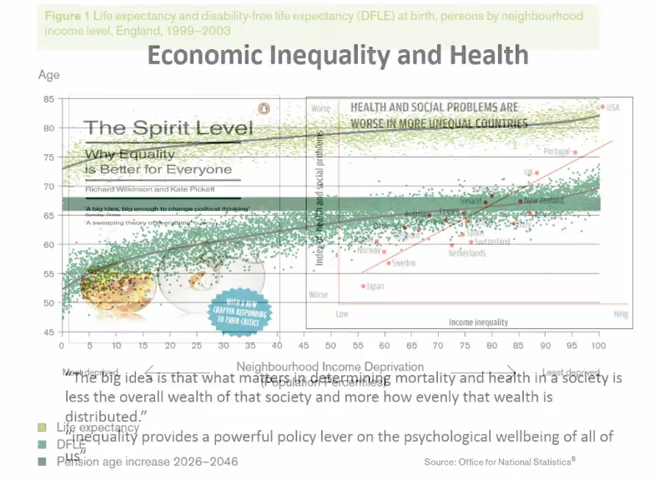 Figure 1 Life expectancy and disability-free life expectancy (DFLE) at birth, persons by neighbourhood
income level, England, 1999–2003
Economic Inequality and Health
Age
85
80
75
70
65
60
55
50
45
0
5
10
15
20
25
30
35
40
45
50
55
60
65
70
75
80
85
90
95
100
The Spirit Level
Why Equality
is Better for Everyone
Richard Wilkinson and Kate Pickett
'A big idea, big enough to change political thinking'
'A sweeping theory of everything'
WITH A NEW
CHAPTER RESPONDING
TO THEIR CRITICS
Worse
HEALTH AND SOCIAL PROBLEMS ARE
WORSE IN MORE UNEQUAL COUNTRIES
Index of health and social problems
USA
Portugal
UK
Ireland
New Zealand
Spain
Switzerland
Netherlands
Norway
Sweden
Japan
Worse
Low
Income inequality
Neighbourhood Income Deprivation
(Population Percentiles)
Most deprived
Least deprived
"The big idea is that what matters in determining mortality and health in a society is
less the overall wealth of that society and more how evenly that wealth is
distributed."
"inequality provides a powerful policy lever on the psychological wellbeing of all of
us"
Life expectancy
DFLE
Pension age increase 2026–2046
Source: Office for National Statistics⁵